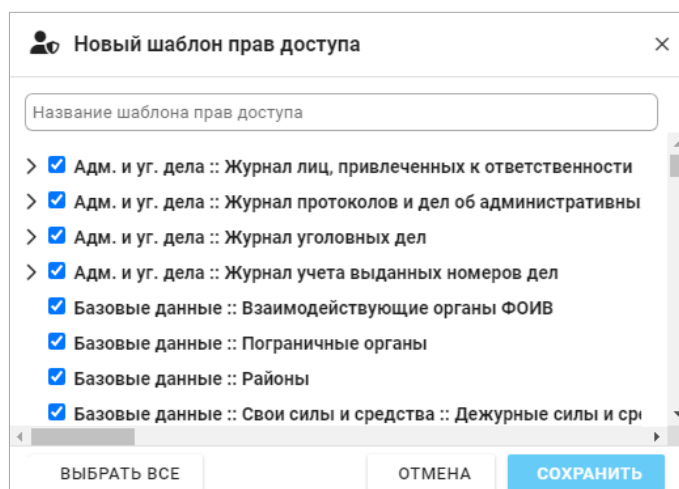 Новый шаблон прав доступа
Название шаблона прав доступа
Адм. и уг. дела :: Журнал лиц, привлеченных к ответственности
Адм. и уг. дела :: Журнал протоколов и дел об административны
Адм. и уг. дела :: Журнал уголовных дел
Адм. и уг. дела :: Журнал учета выданных номеров дел
Базовые данные :: Взаимодействующие органы ФОИВ
Базовые данные :: Пограничные органы
Базовые данные :: Районы
Базовые данные :: Свои силы и средства :: Дежурные силы и сре
ВЫБРАТЬ ВСЕ ОТМЕНА СОХРАНИТЬ